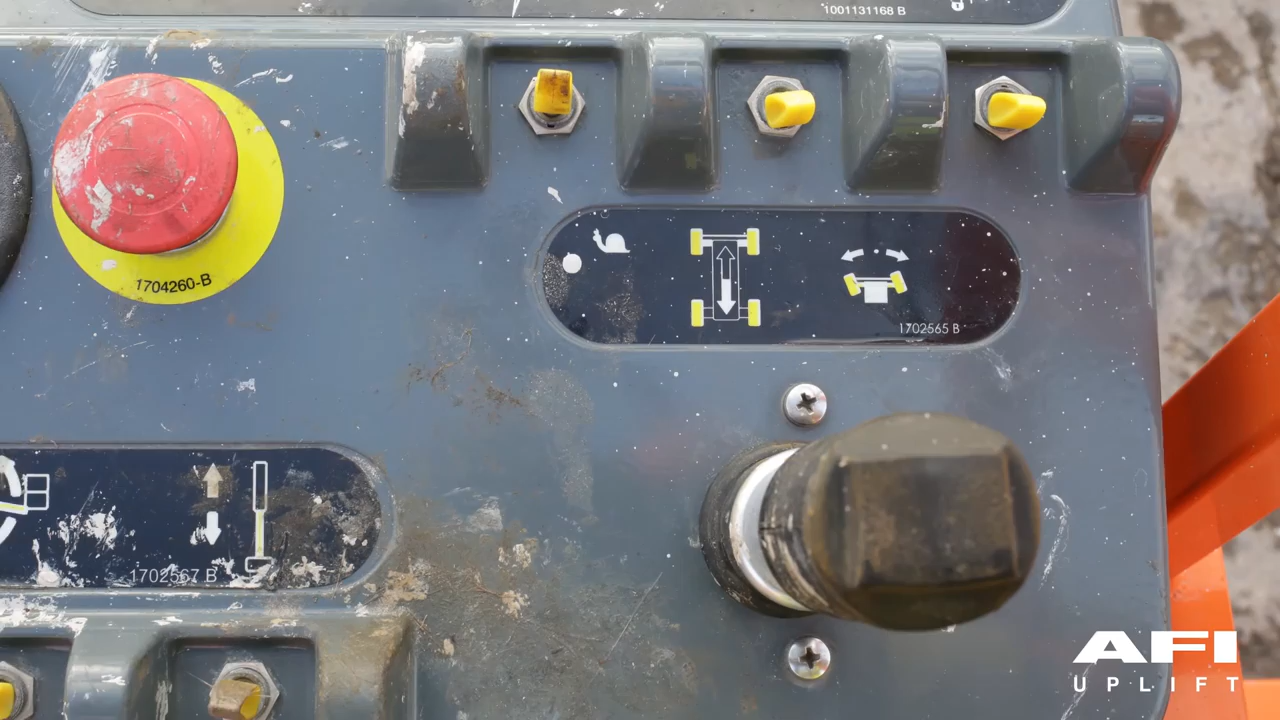 1001131168 B
1704260-B
1702565 B
1702567 B
AFI
UPLIFT